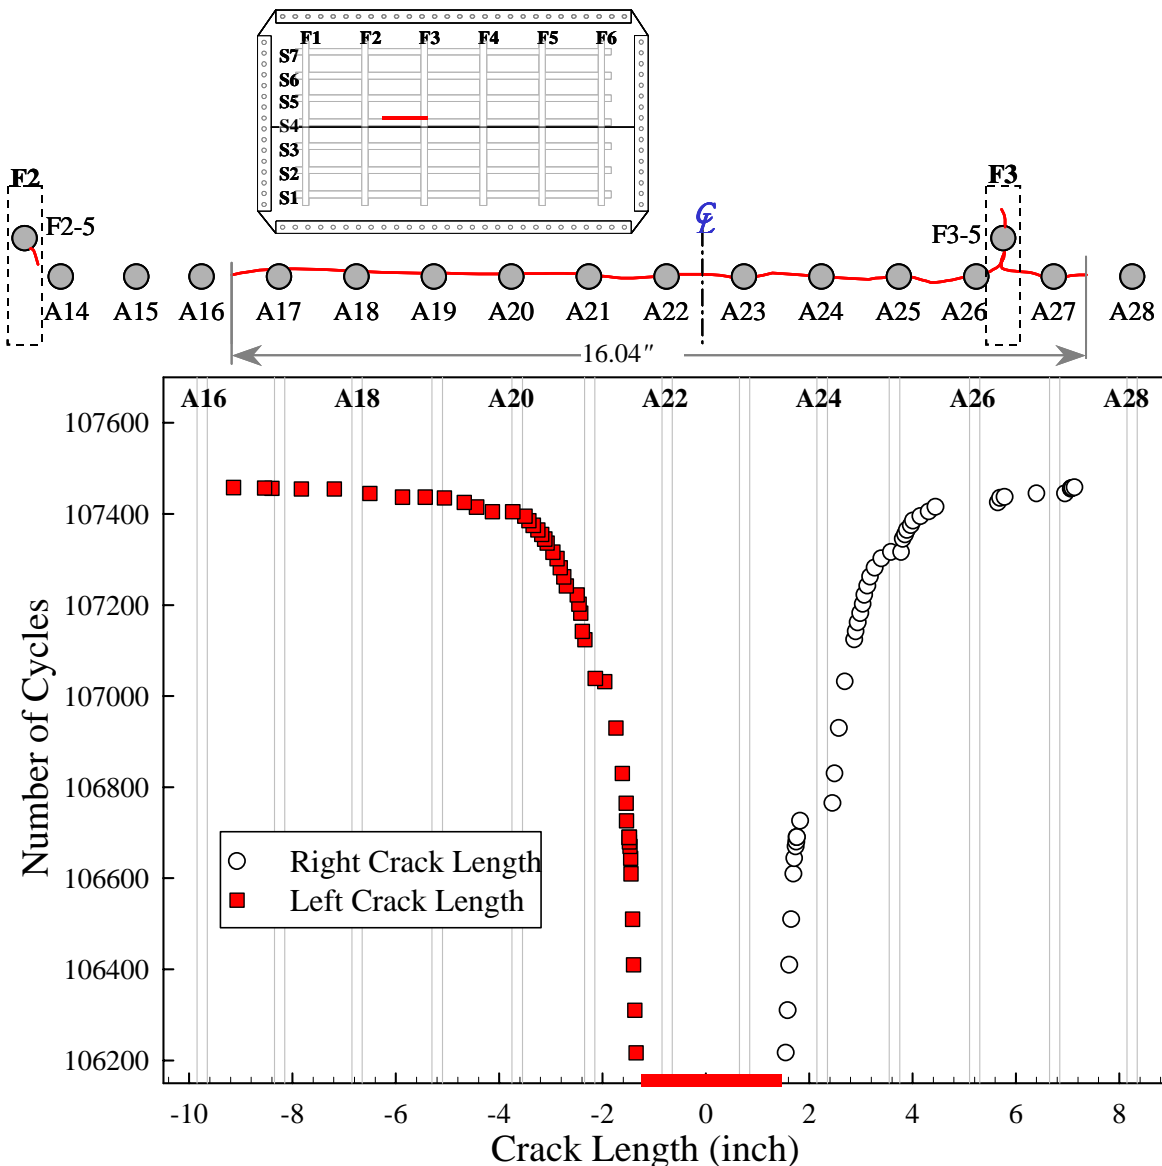 F1 F2 F3 F4 F5 F6
S7
S6
S5
S4
S3
S2
S1
F2
F3
℄
F2-5
F3-5
A14 A15 A16 A17 A18 A19 A20 A21 A22 A23 A24 A25 A26 A27 A28
16.04″
A16 A18 A20 A22 A24 A26 A28
107600
107400
107200
107000
106800
106600
106400
106200
Number of Cycles
Right Crack Length
Left Crack Length
-10 -8 -6 -4 -2 0 2 4 6 8
Crack Length (inch)